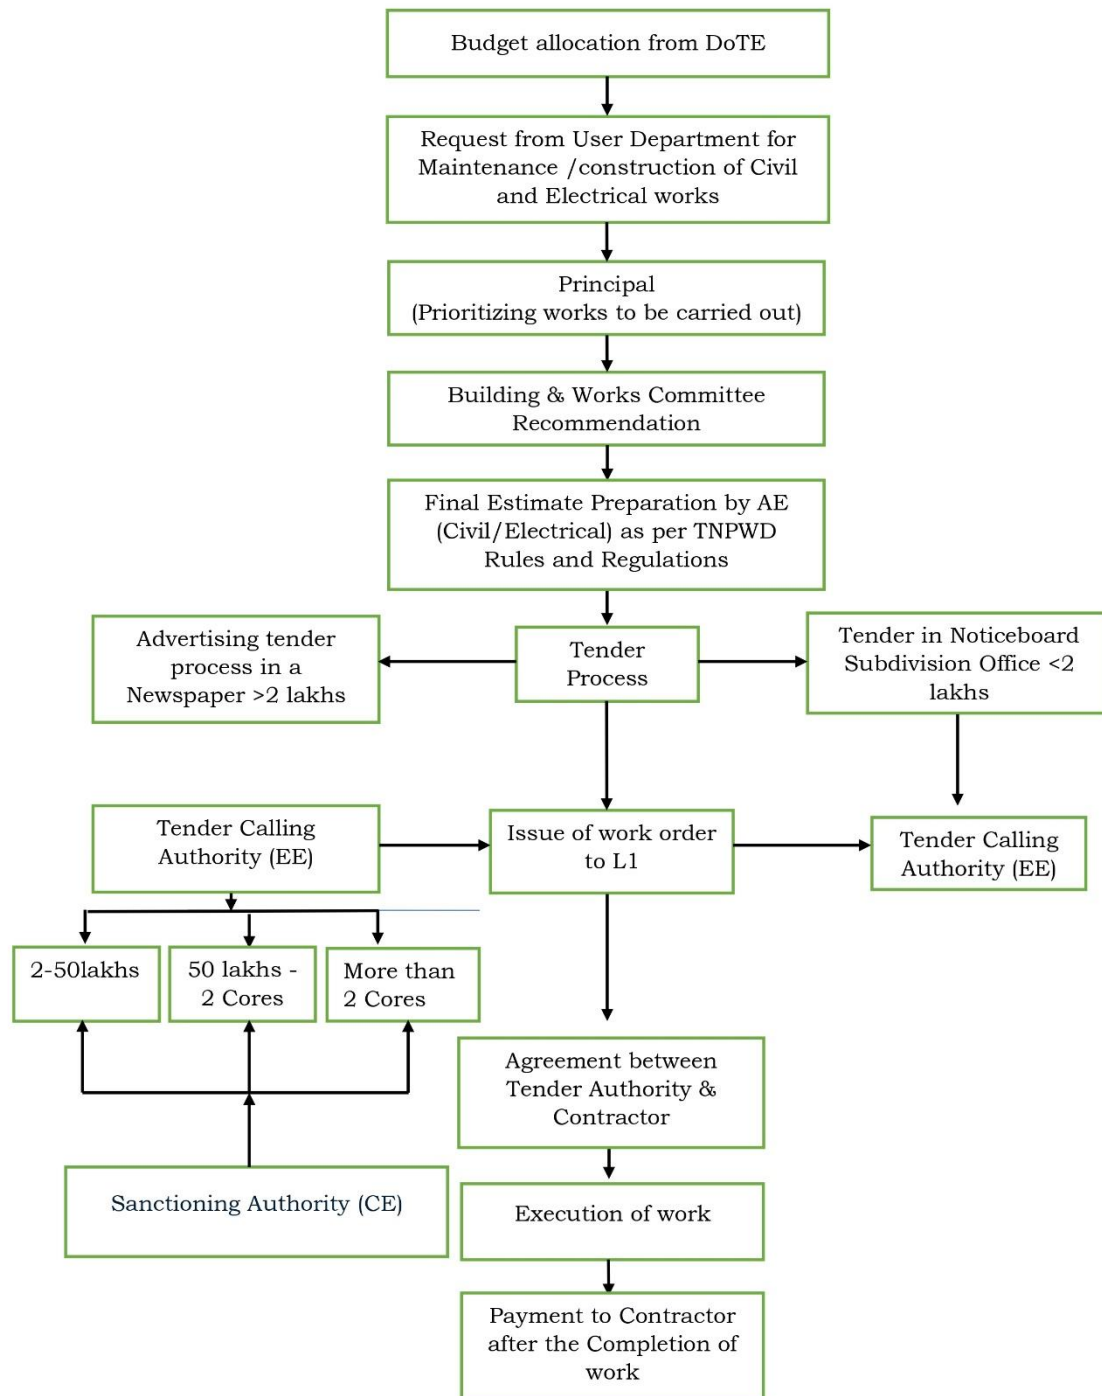 Budget allocation from DoTE
Request from User Department for
Maintenance /construction of Civil
and Electrical works
Principal
(Prioritizing works to be carried out)
Building & Works Committee
Recommendation
Final Estimate Preparation by AE
(Civil/Electrical) as per TNPWD
Rules and Regulations
Advertising tender
process in a
Newspaper >2 lakhs
Tender
Process
Tender in Noticeboard
Subdivision Office <2
lakhs
Tender Calling
Authority (EE)
Issue of work order
to L1
Tender Calling
Authority (EE)
2-50lakhs
50 lakhs -
2 Cores
More than
2 Cores
Agreement between
Tender Authority &
Contractor
Sanctioning Authority (CE)
Execution of work
Payment to Contractor
after the Completion of
work